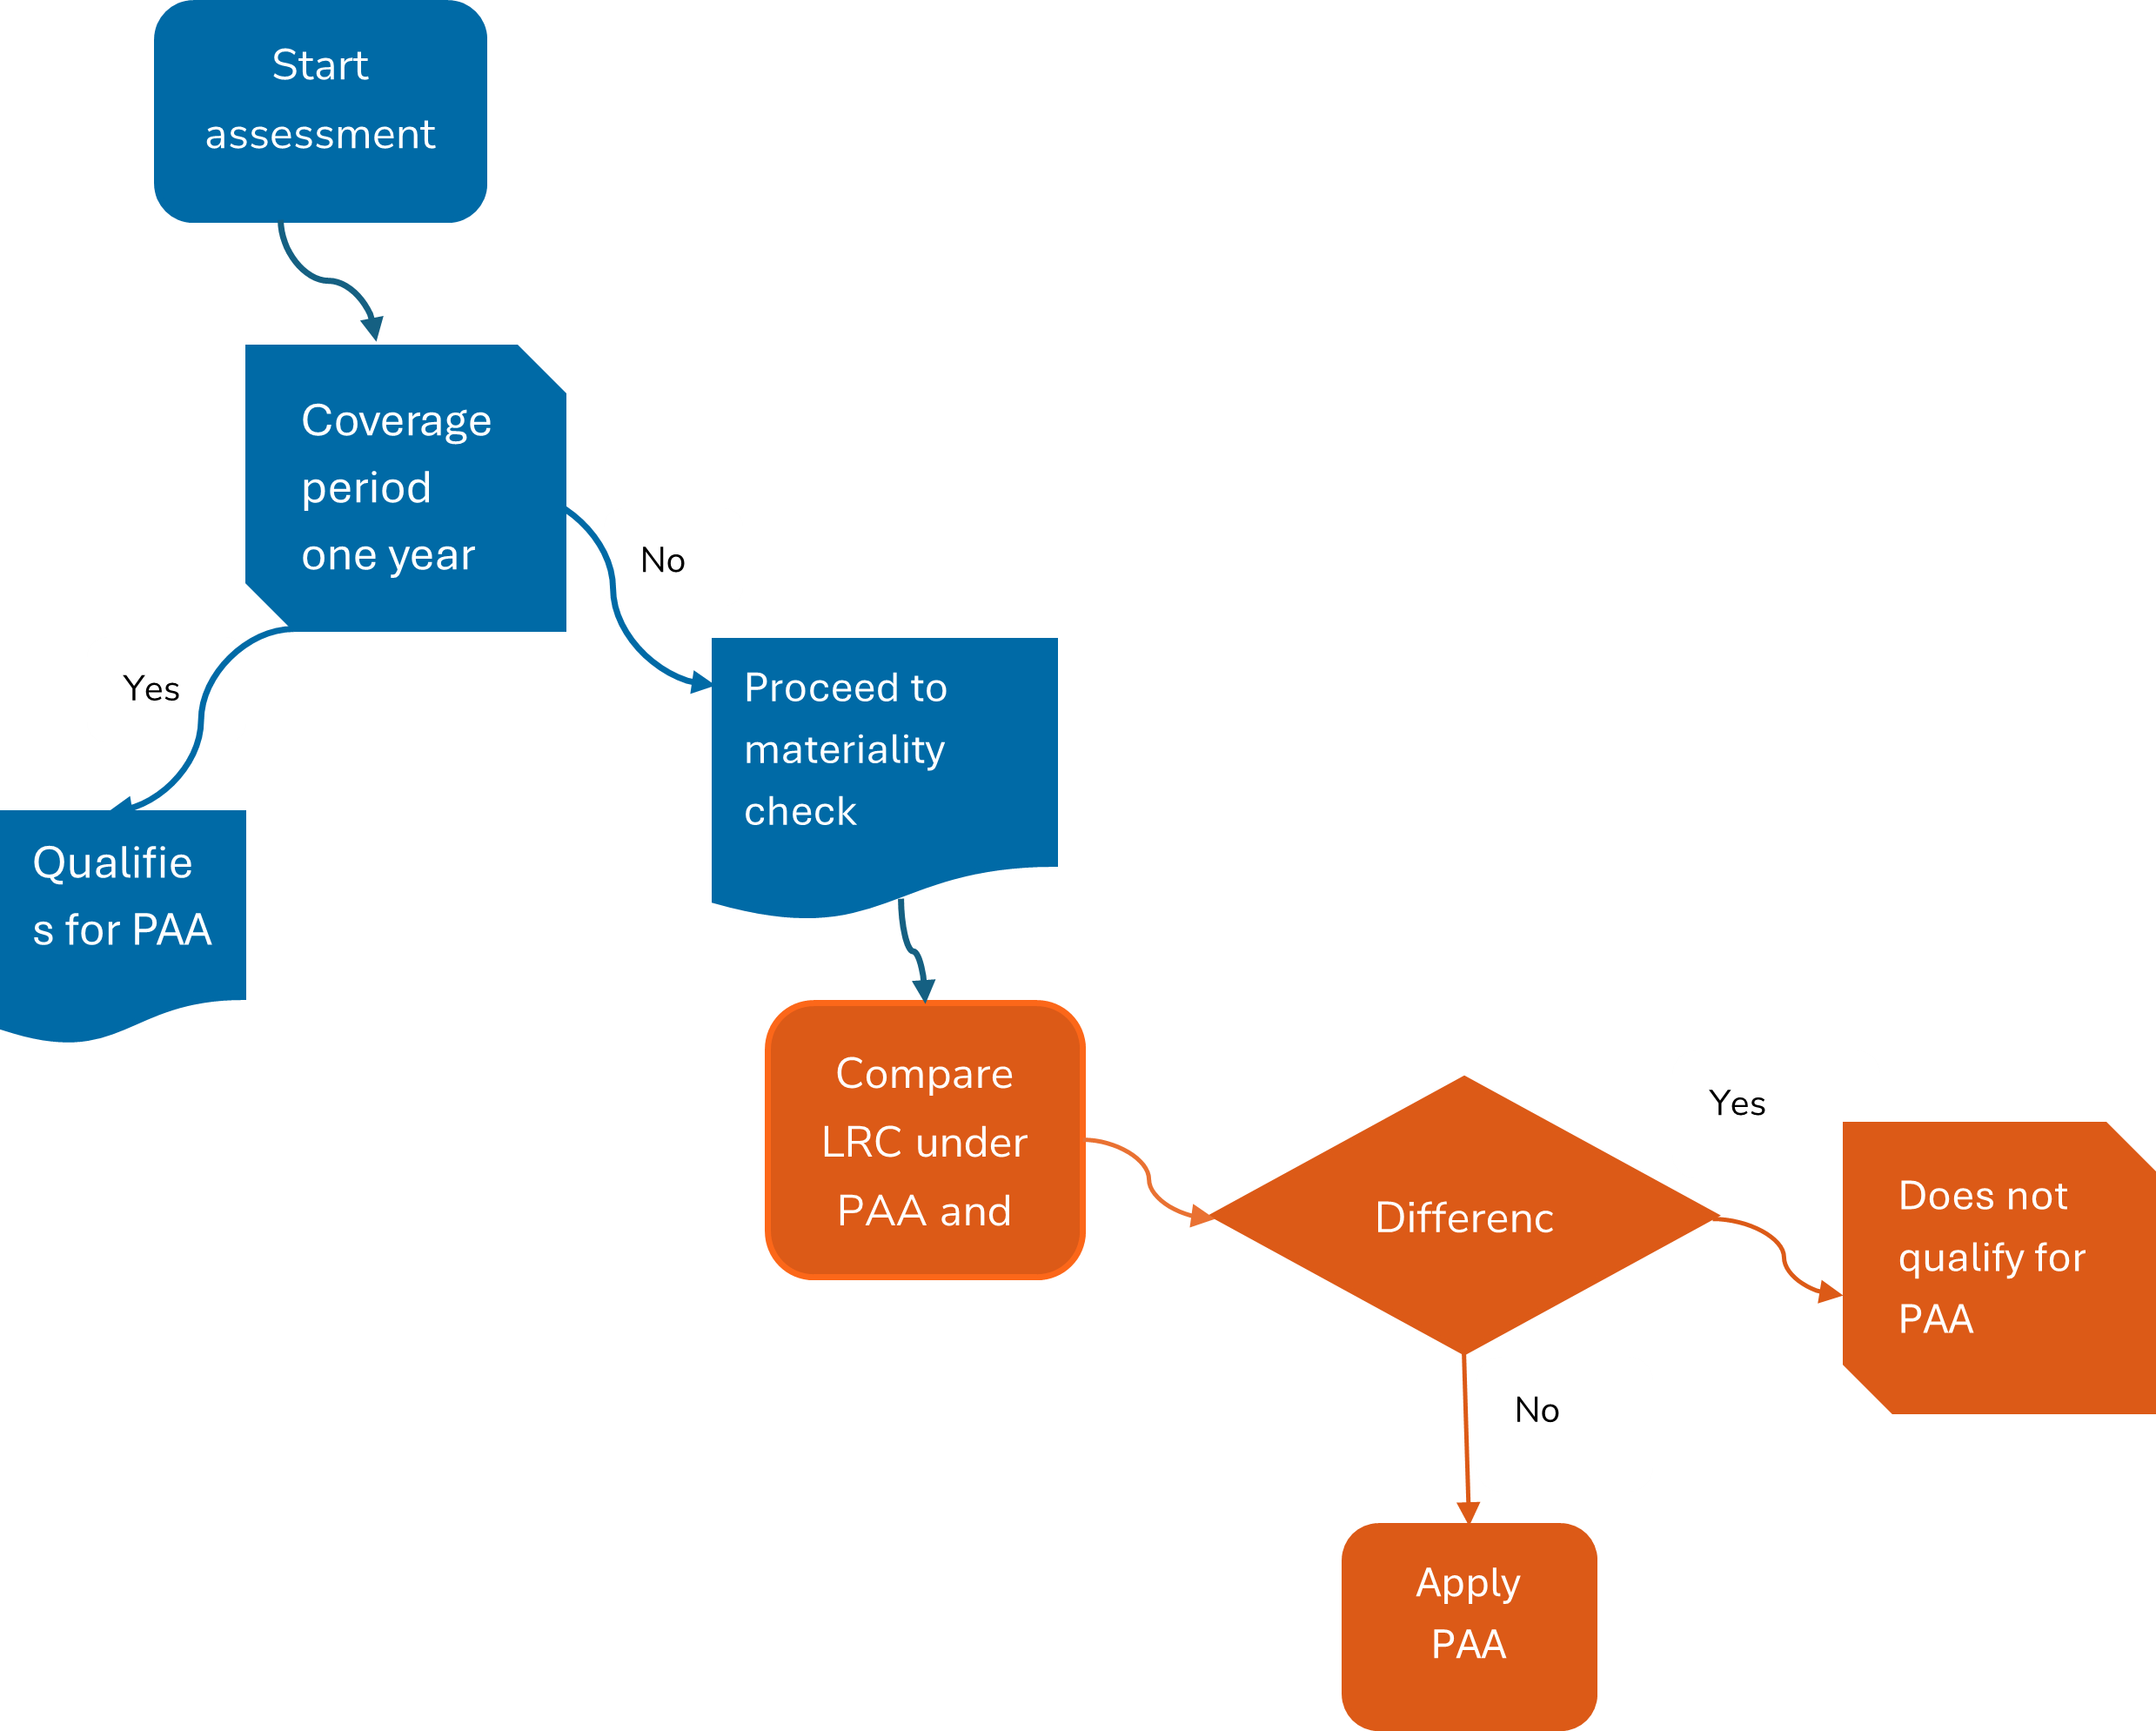 Start
assessment
Coverage
period
one year
No
Yes
Proceed to
materiality
check
Qualifie
s for PAA
Compare
LRC under
PAA and
Differenc
Yes
Does not
qualify for
PAA
No
Apply
PAA